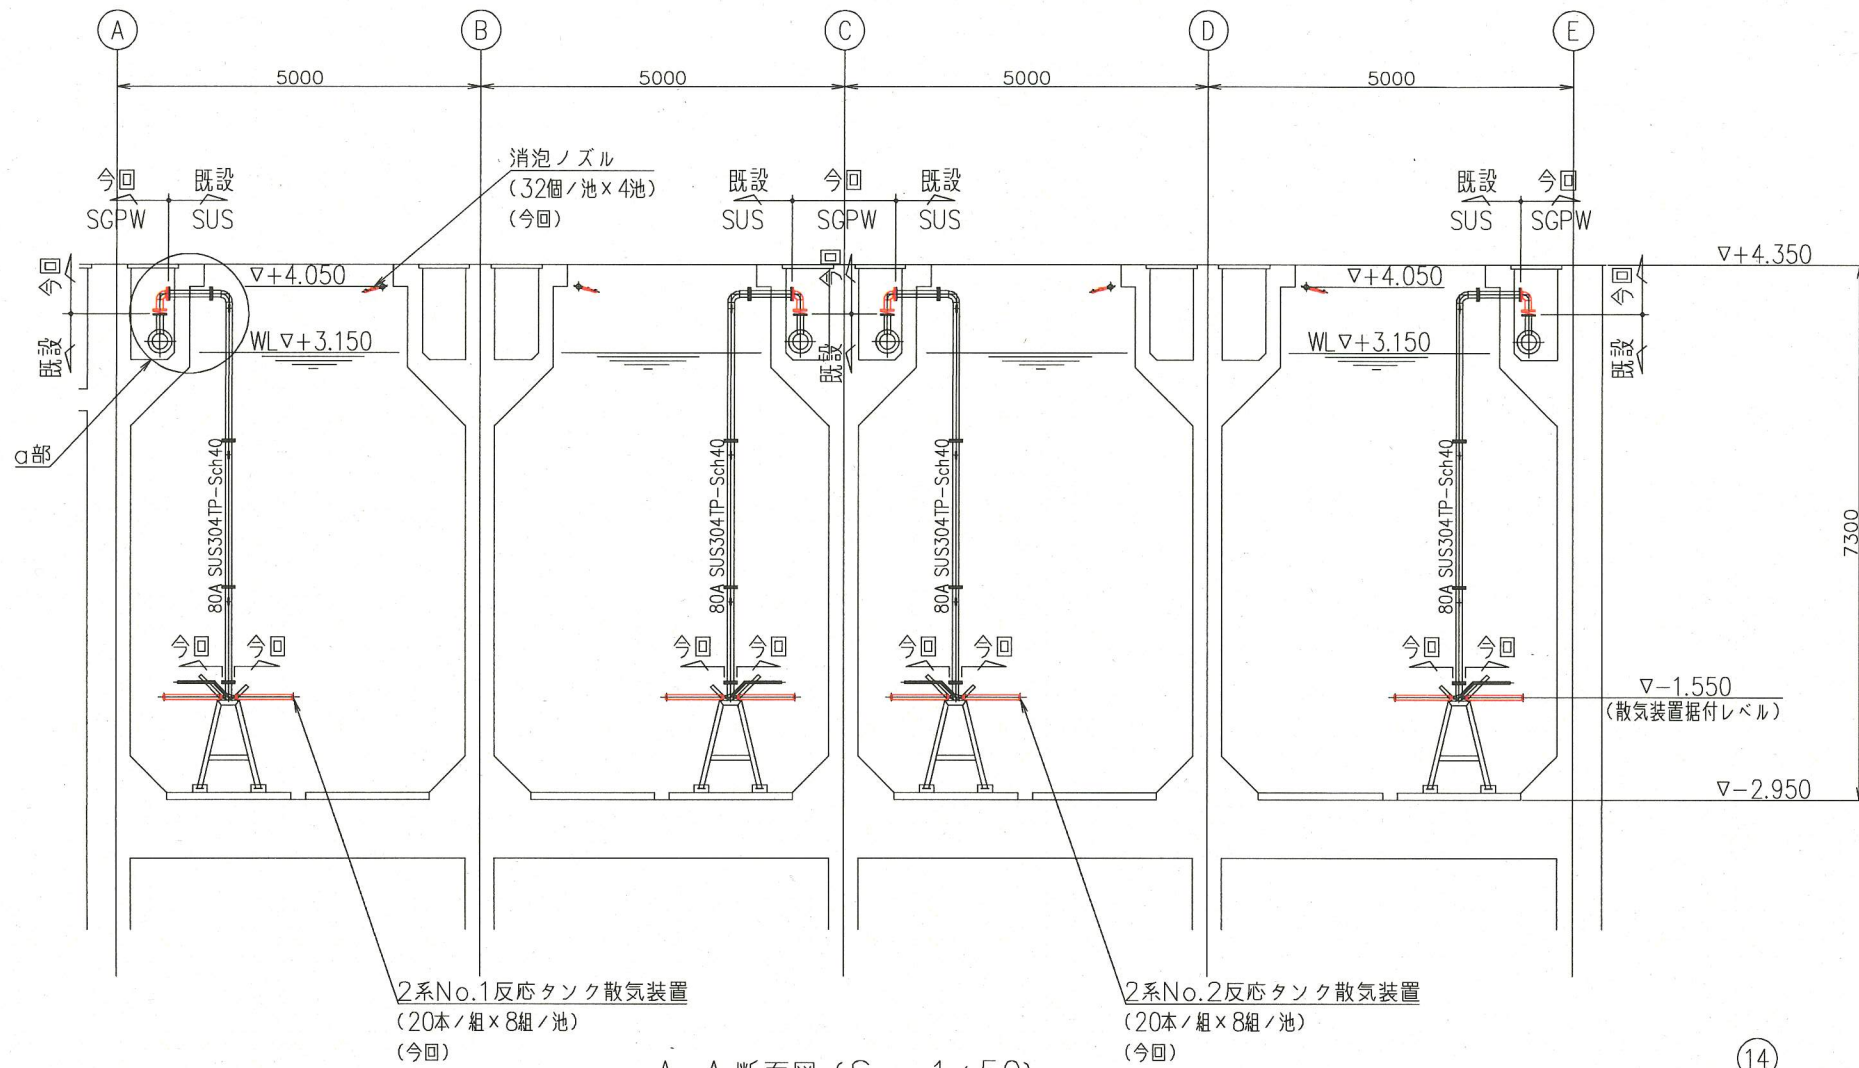 A B C D E
5000 5000 5000 5000
消泡ノズル
(32個/池×4池)
(今回)
今回 既設
SGPW SUS
既設 今回 既設
SUS SGPW SUS
既設 今回
SUS SGPW
今回
既設
今回
既設
今回
既設
▽+4.050
▽+4.050
▽+4.350
WL▽+3.150
WL▽+3.150
a部
80A SUS304TP-Sch40
80A SUS304TP-Sch40
80A SUS304TP-Sch40
80A SUS304TP-Sch40
7300
今回 今回
今回 今回
今回 今回
今回 今回
▽-1.550
(散気装置据付レベル)
▽-2.950
2系No.1反応タンク散気装置
(20本/組×8組/池)
(今回)
2系No.2反応タンク散気装置
(20本/組×8組/池)
(今回)
14